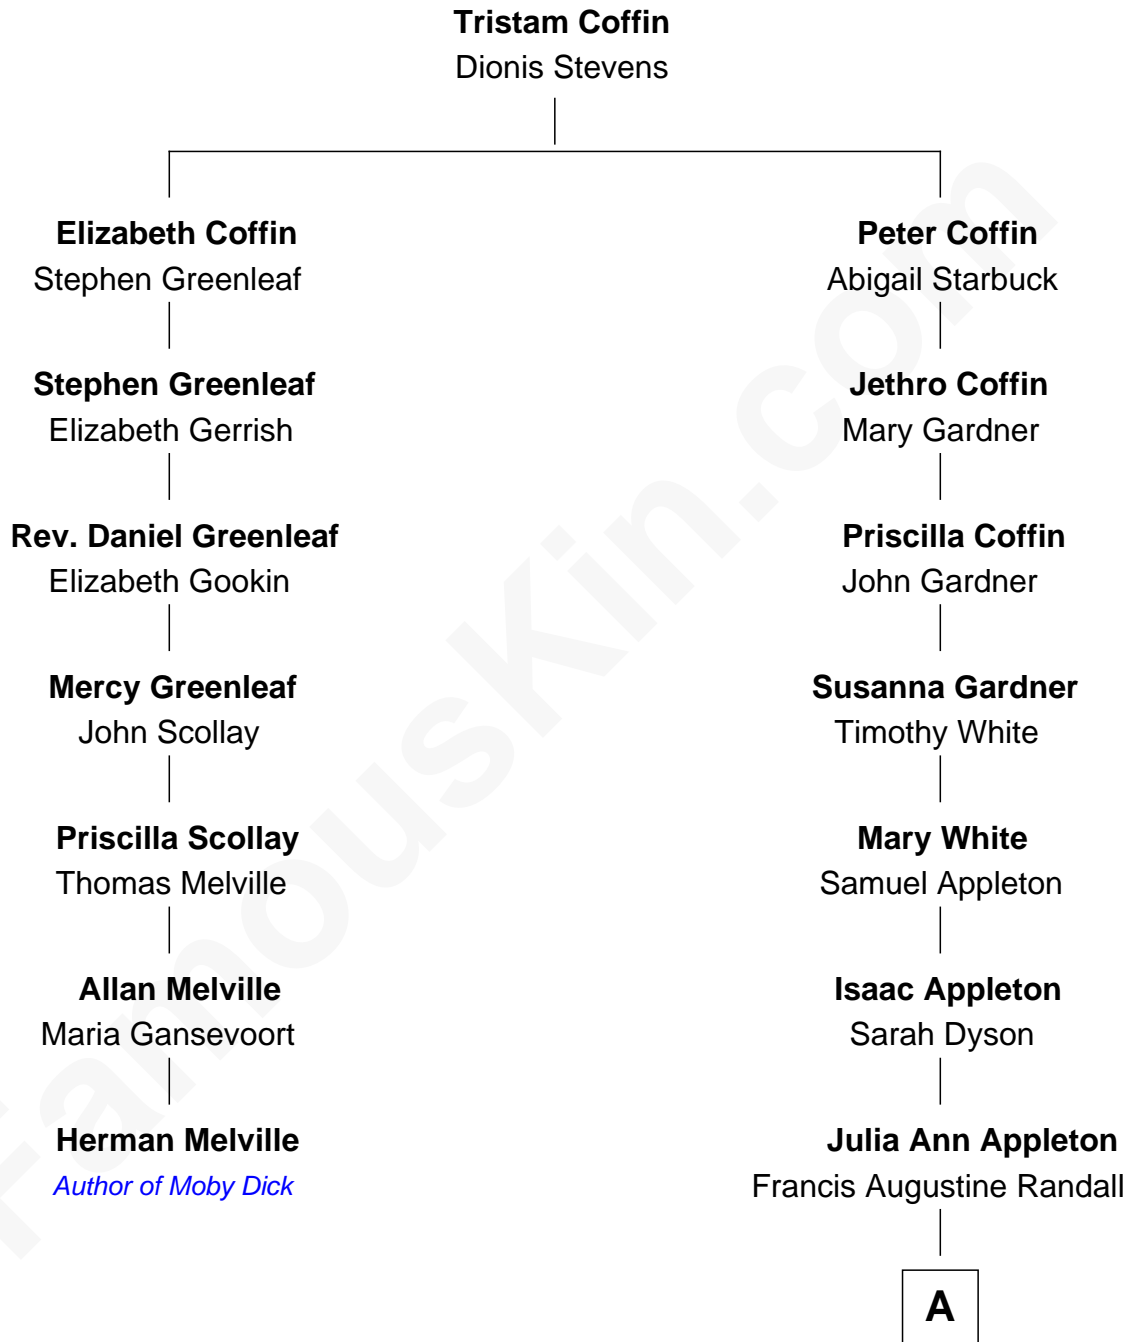 Tristam Coffin
Dionis Stevens
Elizabeth Coffin
Stephen Greenleaf
Peter Coffin
Abigail Starbuck
Stephen Greenleaf
Elizabeth Gerrish
Jethro Coffin
Mary Gardner
Rev. Daniel Greenleaf
Elizabeth Gookin
Priscilla Coffin
John Gardner
Mercy Greenleaf
John Scollay
Susanna Gardner
Timothy White
Priscilla Scollay
Thomas Melville
Mary White
Samuel Appleton
Allan Melville
Maria Gansevoort
Isaac Appleton
Sarah Dyson
Herman Melville
Author of Moby Dick
Julia Ann Appleton
Francis Augustine Randall
A
FamousKin.com